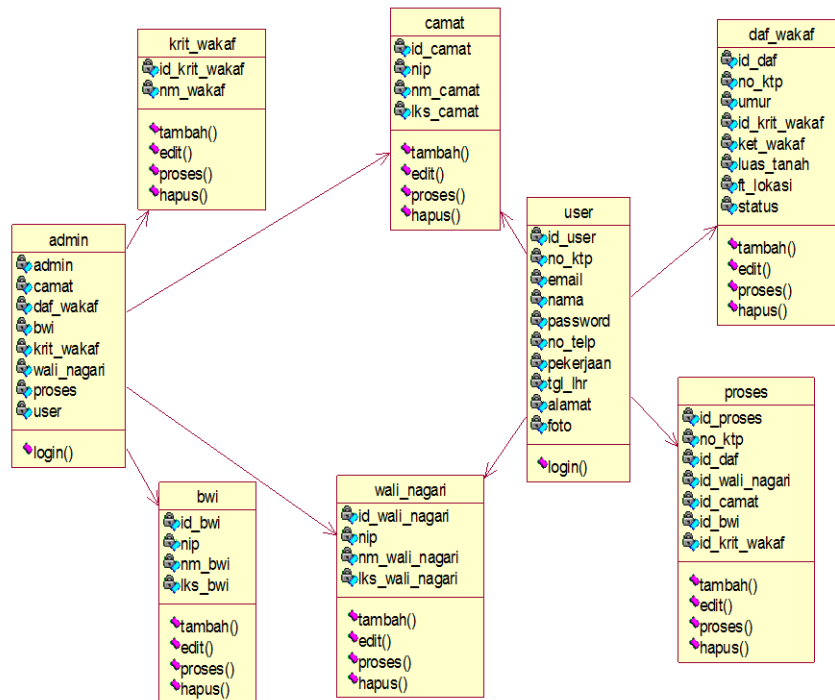 krit_wakaf
id_krit_wakaf
nm_wakaf
tambah()
edit()
proses()
hapus()
camat
id_camat
nip
nm_camat
lks_camat
tambah()
edit()
proses()
hapus()
daf_wakaf
id_daf
no_ktp
umur
id_krit_wakaf
ket_wakaf
luas_tanah
ft_lokasi
status
tambah()
edit()
proses()
hapus()
admin
admin
camat
daf_wakaf
bwi
krit_wakaf
wali_nagari
proses
user
login()
user
id_user
no_ktp
email
nama
password
no_telp
pekerjaan
tgl_lhr
alamat
foto
login()
proses
id_proses
no_ktp
id_daf
id_wali_nagari
id_camat
id_bwi
id_krit_wakaf
tambah()
edit()
proses()
hapus()
bwi
id_bwi
nip
nm_bwi
lks_bwi
tambah()
edit()
proses()
hapus()
wali_nagari
id_wali_nagari
nip
nm_wali_nagari
lks_wali_nagari
tambah()
edit()
proses()
hapus()